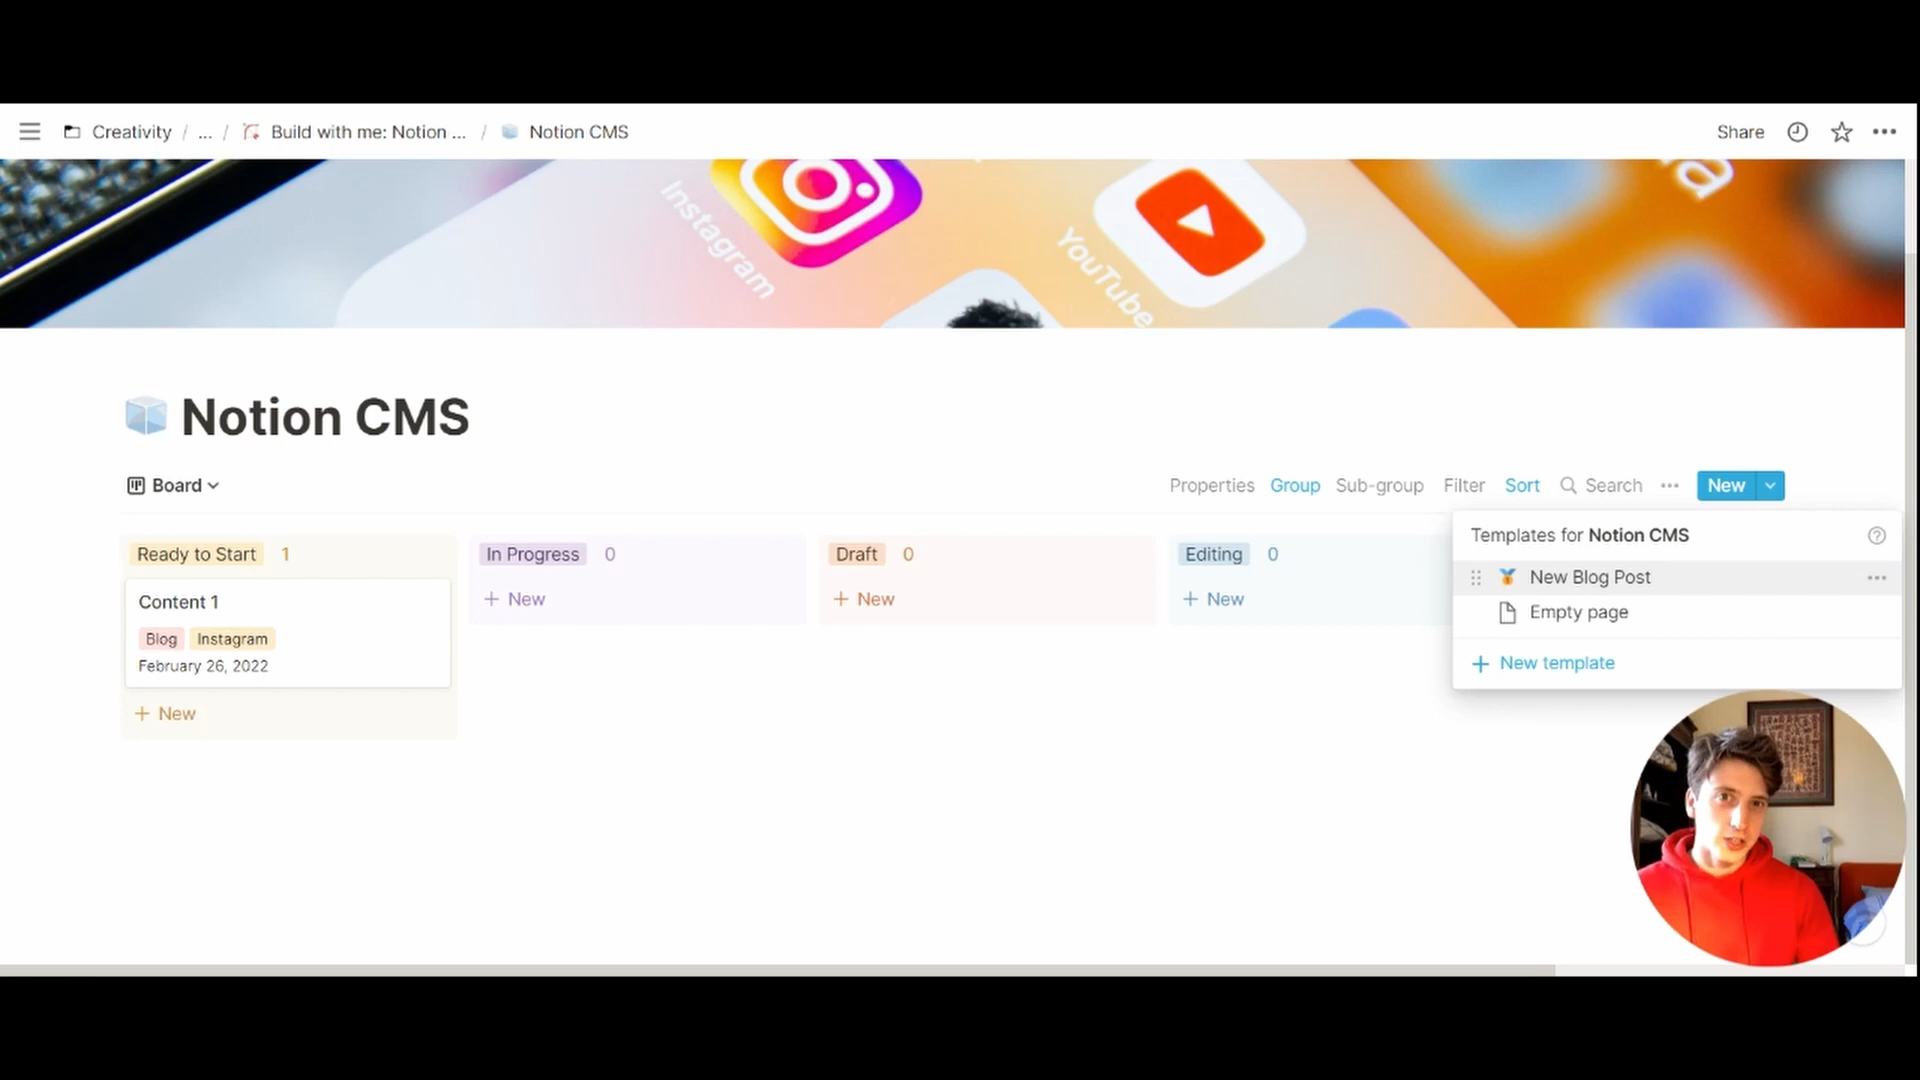 Creativity / ... / Build with me: Notion ... / Notion CMS
Share
Instagram
YouTube
a
Notion CMS
Board
Properties Group Sub-group Filter Sort Search New
Templates for Notion CMS
New Blog Post
Empty page
New template
Ready to Start 1
In Progress 0
Draft 0
Editing 0
Content 1
Blog Instagram
February 26, 2022
+ New
+ New
+ New
+ New